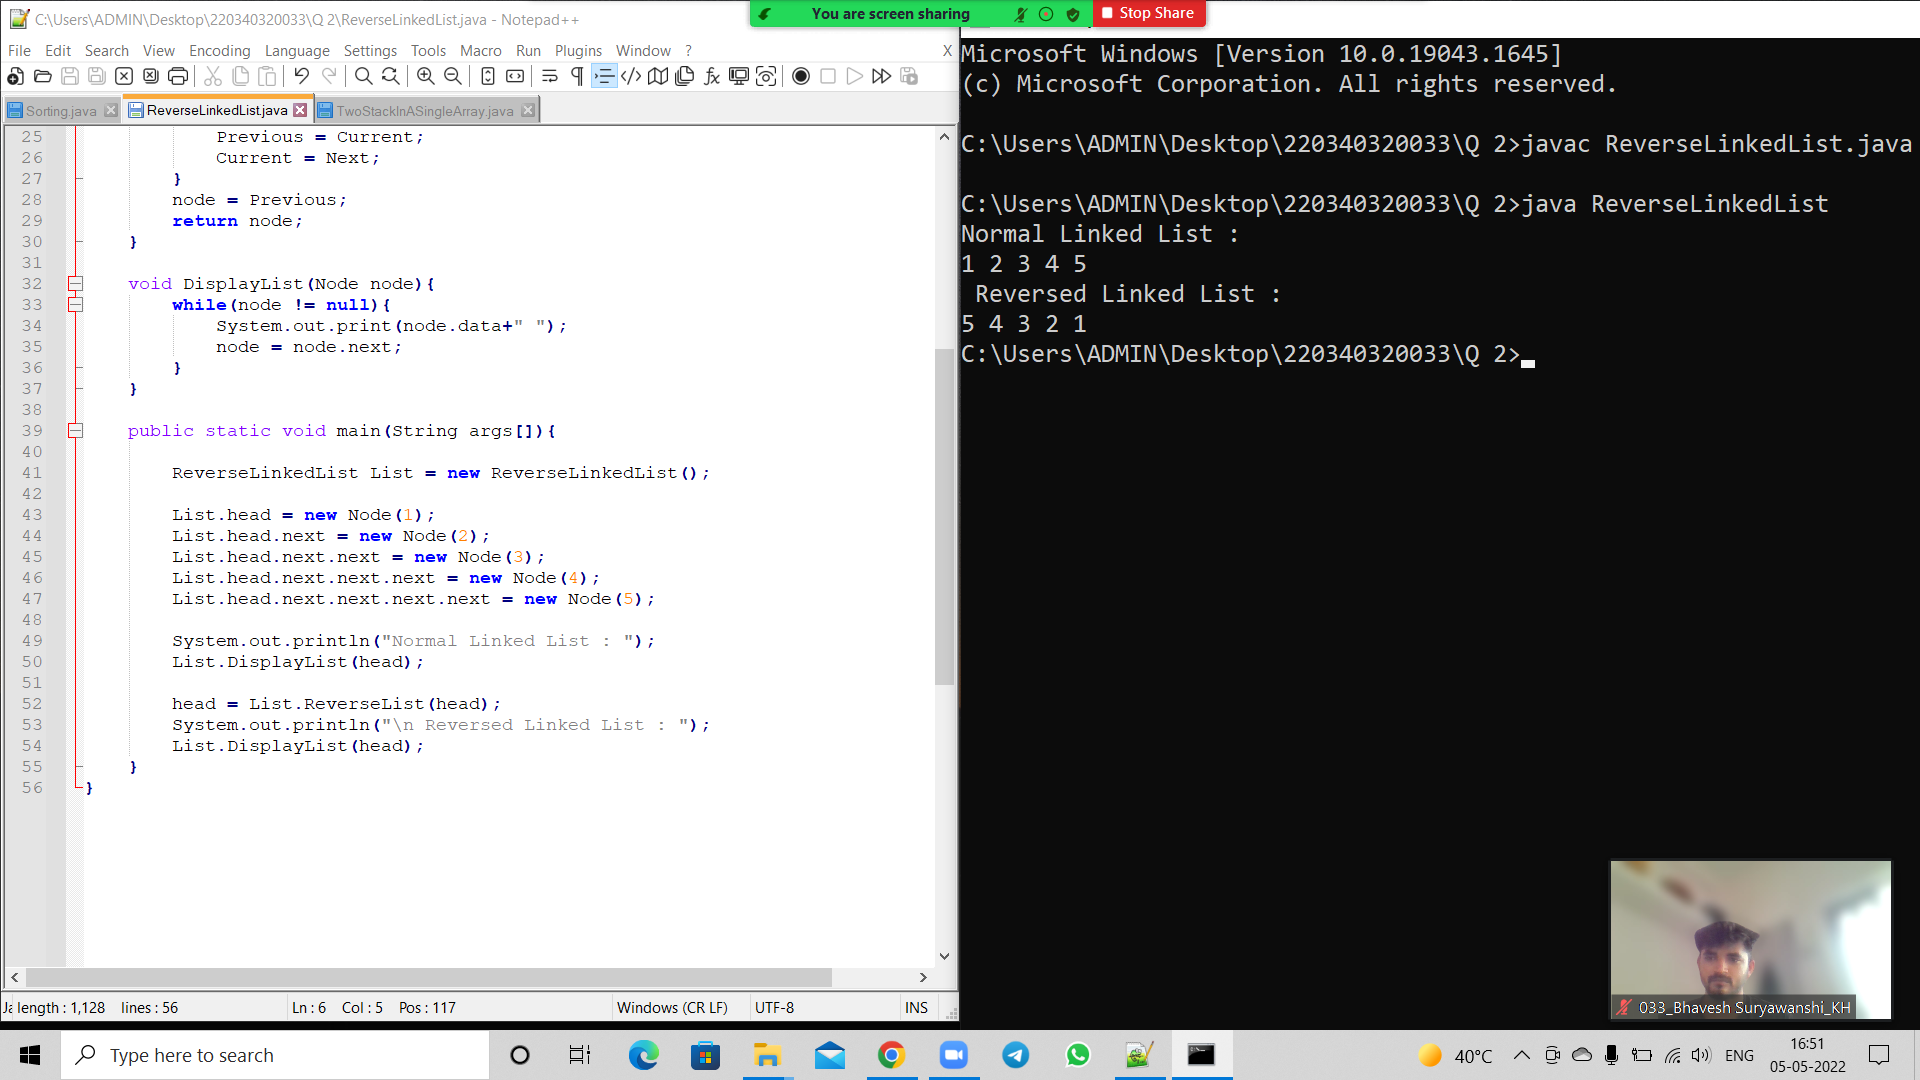 C:\Users\ADMIN\Desktop\220340320033\Q 2\ReverseLinkedList.java - Notepad++
You are screen sharing
Stop Share
File Edit Search View Encoding Language Settings Tools Macro Run Plugins Window ? X
Sorting.java ReverseLinkedList.java TwoStackInASingleArray.java
25 Previous = Current;
26 Current = Next;
27 }
28 node = Previous;
29 return node;
30 }
31
32 void DisplayList(Node node){
33 while(node != null){
34 System.out.print(node.data+" ");
35 node = node.next;
36 }
37 }
38
39 public static void main(String args[]){
40
41 ReverseLinkedList List = new ReverseLinkedList();
42
43 List.head = new Node(1);
44 List.head.next = new Node(2);
45 List.head.next.next = new Node(3);
46 List.head.next.next.next = new Node(4);
47 List.head.next.next.next.next = new Node(5);
48
49 System.out.println("Normal Linked List : ");
50 List.DisplayList(head);
51
52 head = List.ReverseList(head);
53 System.out.println("\n Reversed Linked List : ");
54 List.DisplayList(head);
55 }
56 }
length : 1,128 lines : 56 Ln : 6 Col : 5 Pos : 117 Windows (CR LF) UTF-8 INS
Microsoft Windows [Version 10.0.19043.1645]
(c) Microsoft Corporation. All rights reserved.
C:\Users\ADMIN\Desktop\220340320033\Q 2>javac ReverseLinkedList.java
C:\Users\ADMIN\Desktop\220340320033\Q 2>java ReverseLinkedList
Normal Linked List :
1 2 3 4 5
Reversed Linked List :
5 4 3 2 1
C:\Users\ADMIN\Desktop\220340320033\Q 2>
033_Bhavesh Suryawanshi_KH
Type here to search
40°C
ENG
16:51
05-05-2022